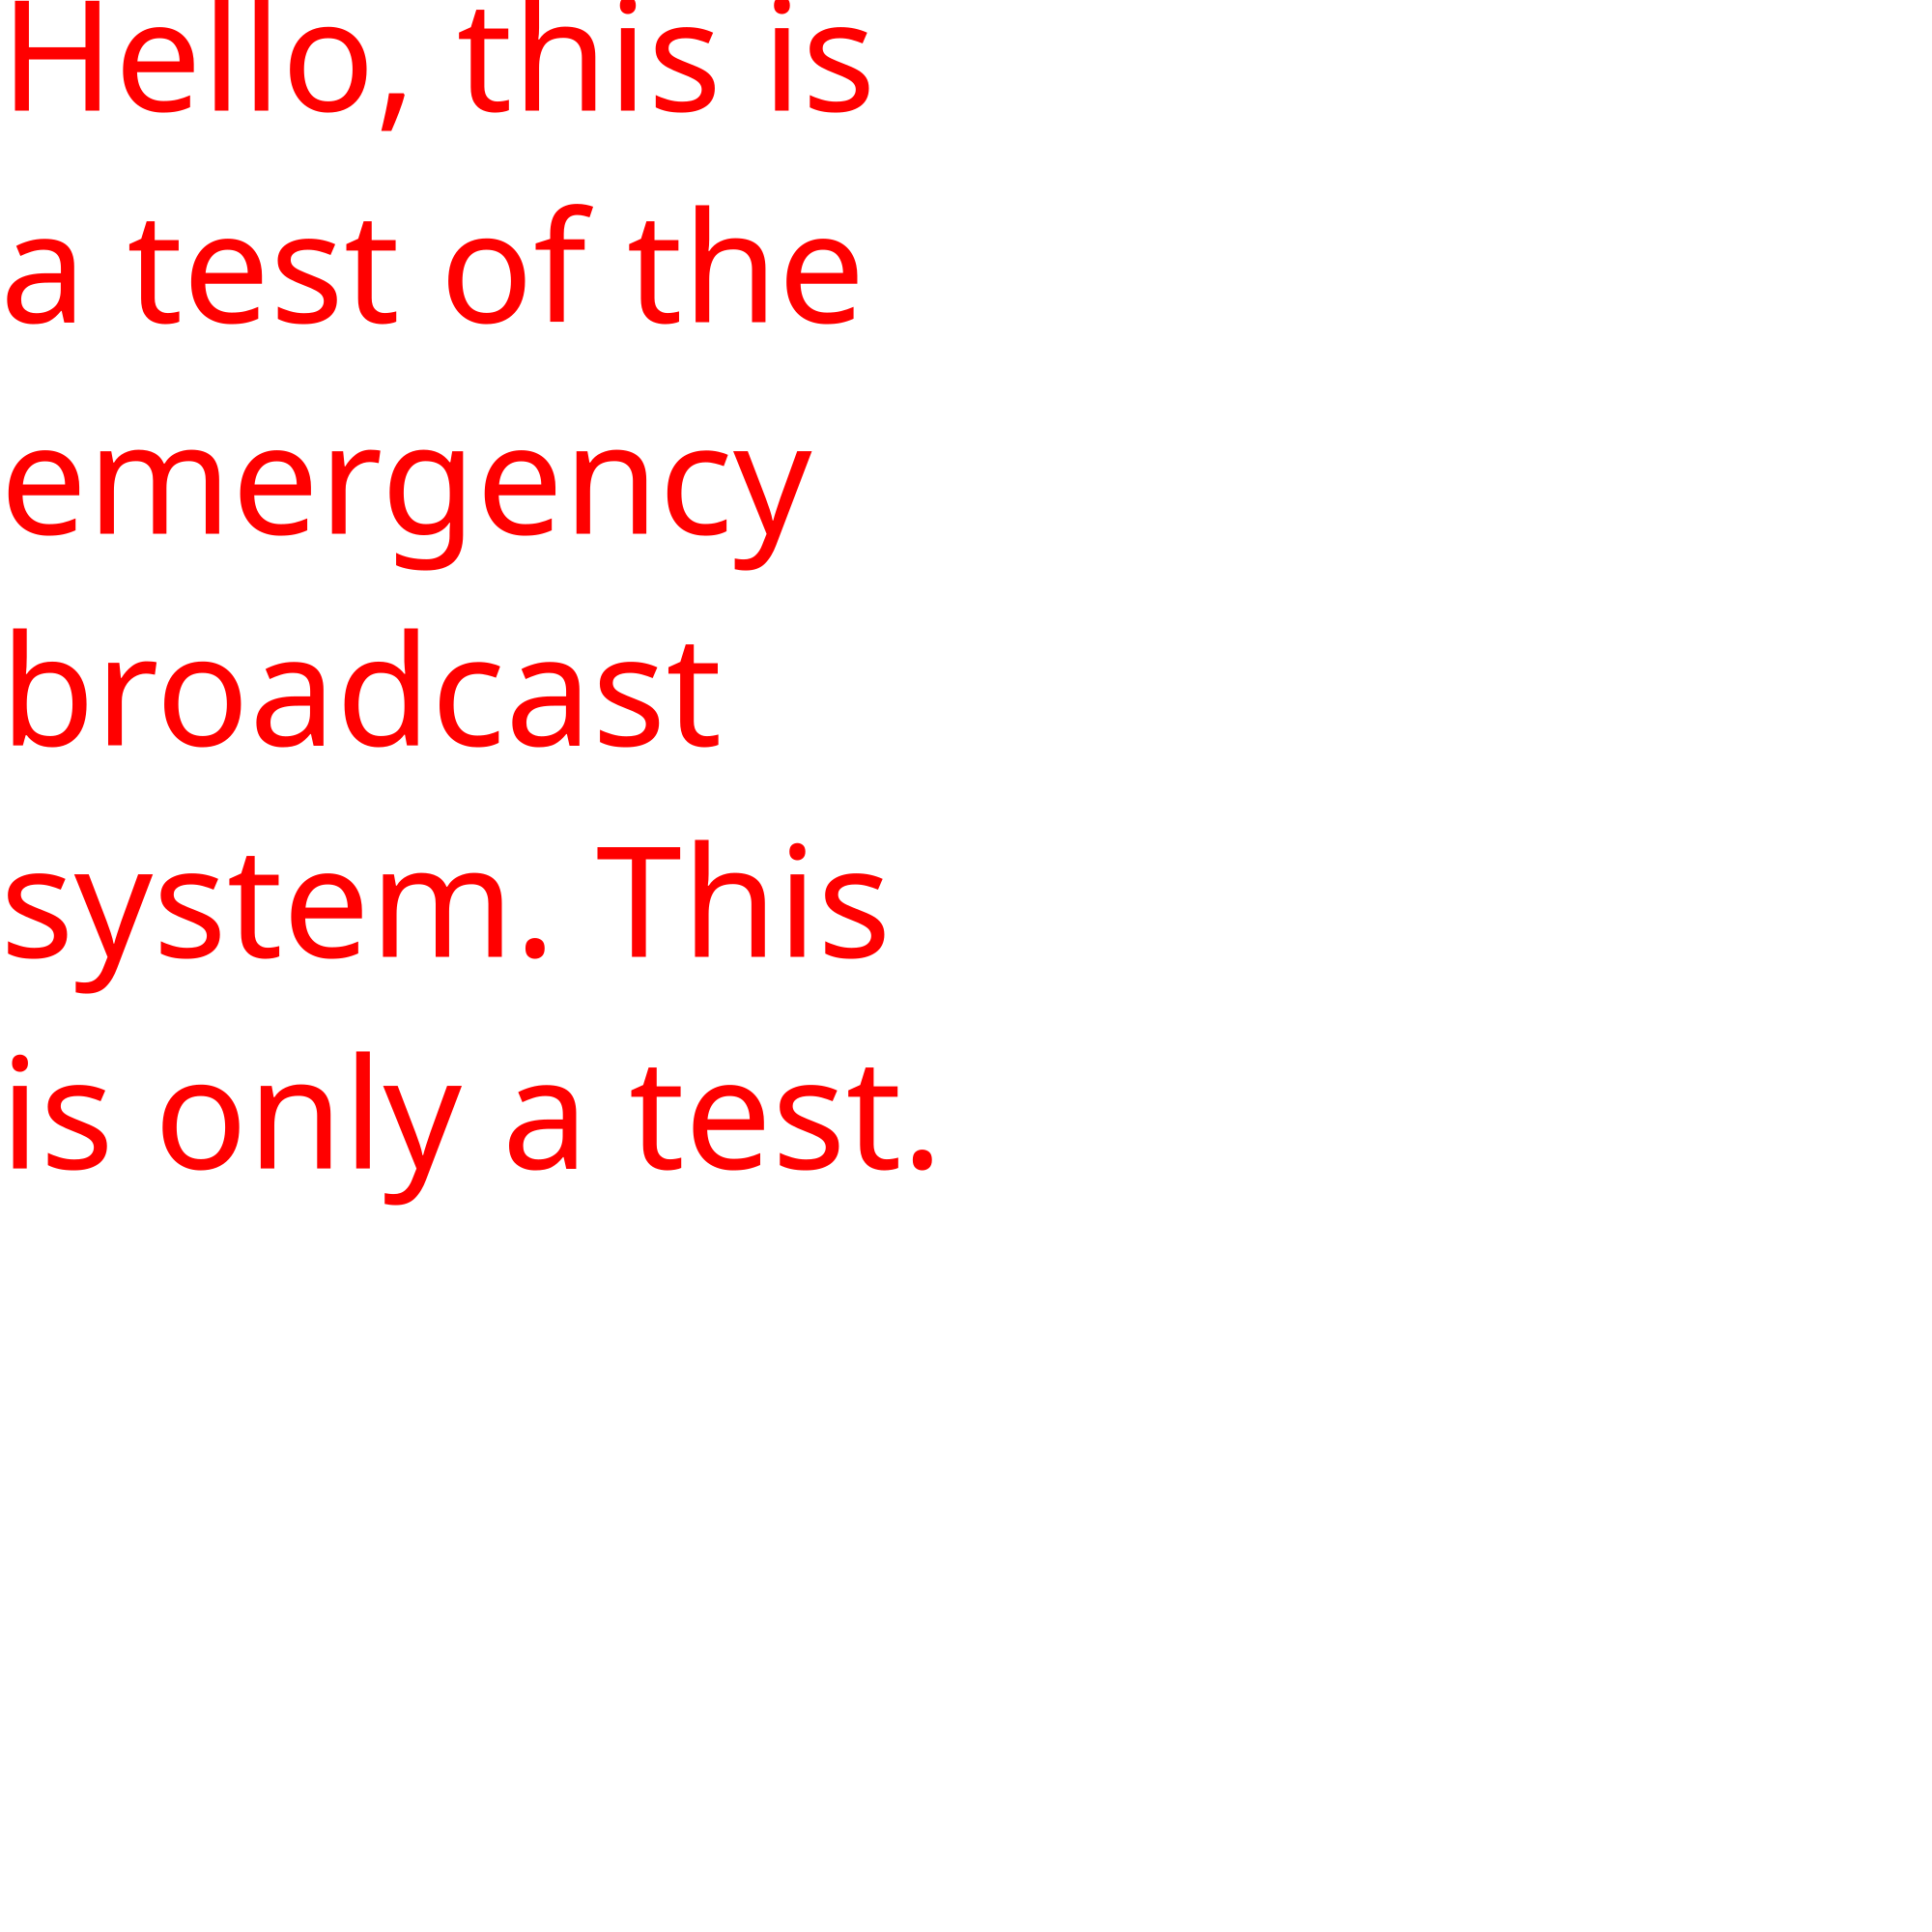 Hello, this is
a test of the
emergency
broadcast
system. This
is only a test.